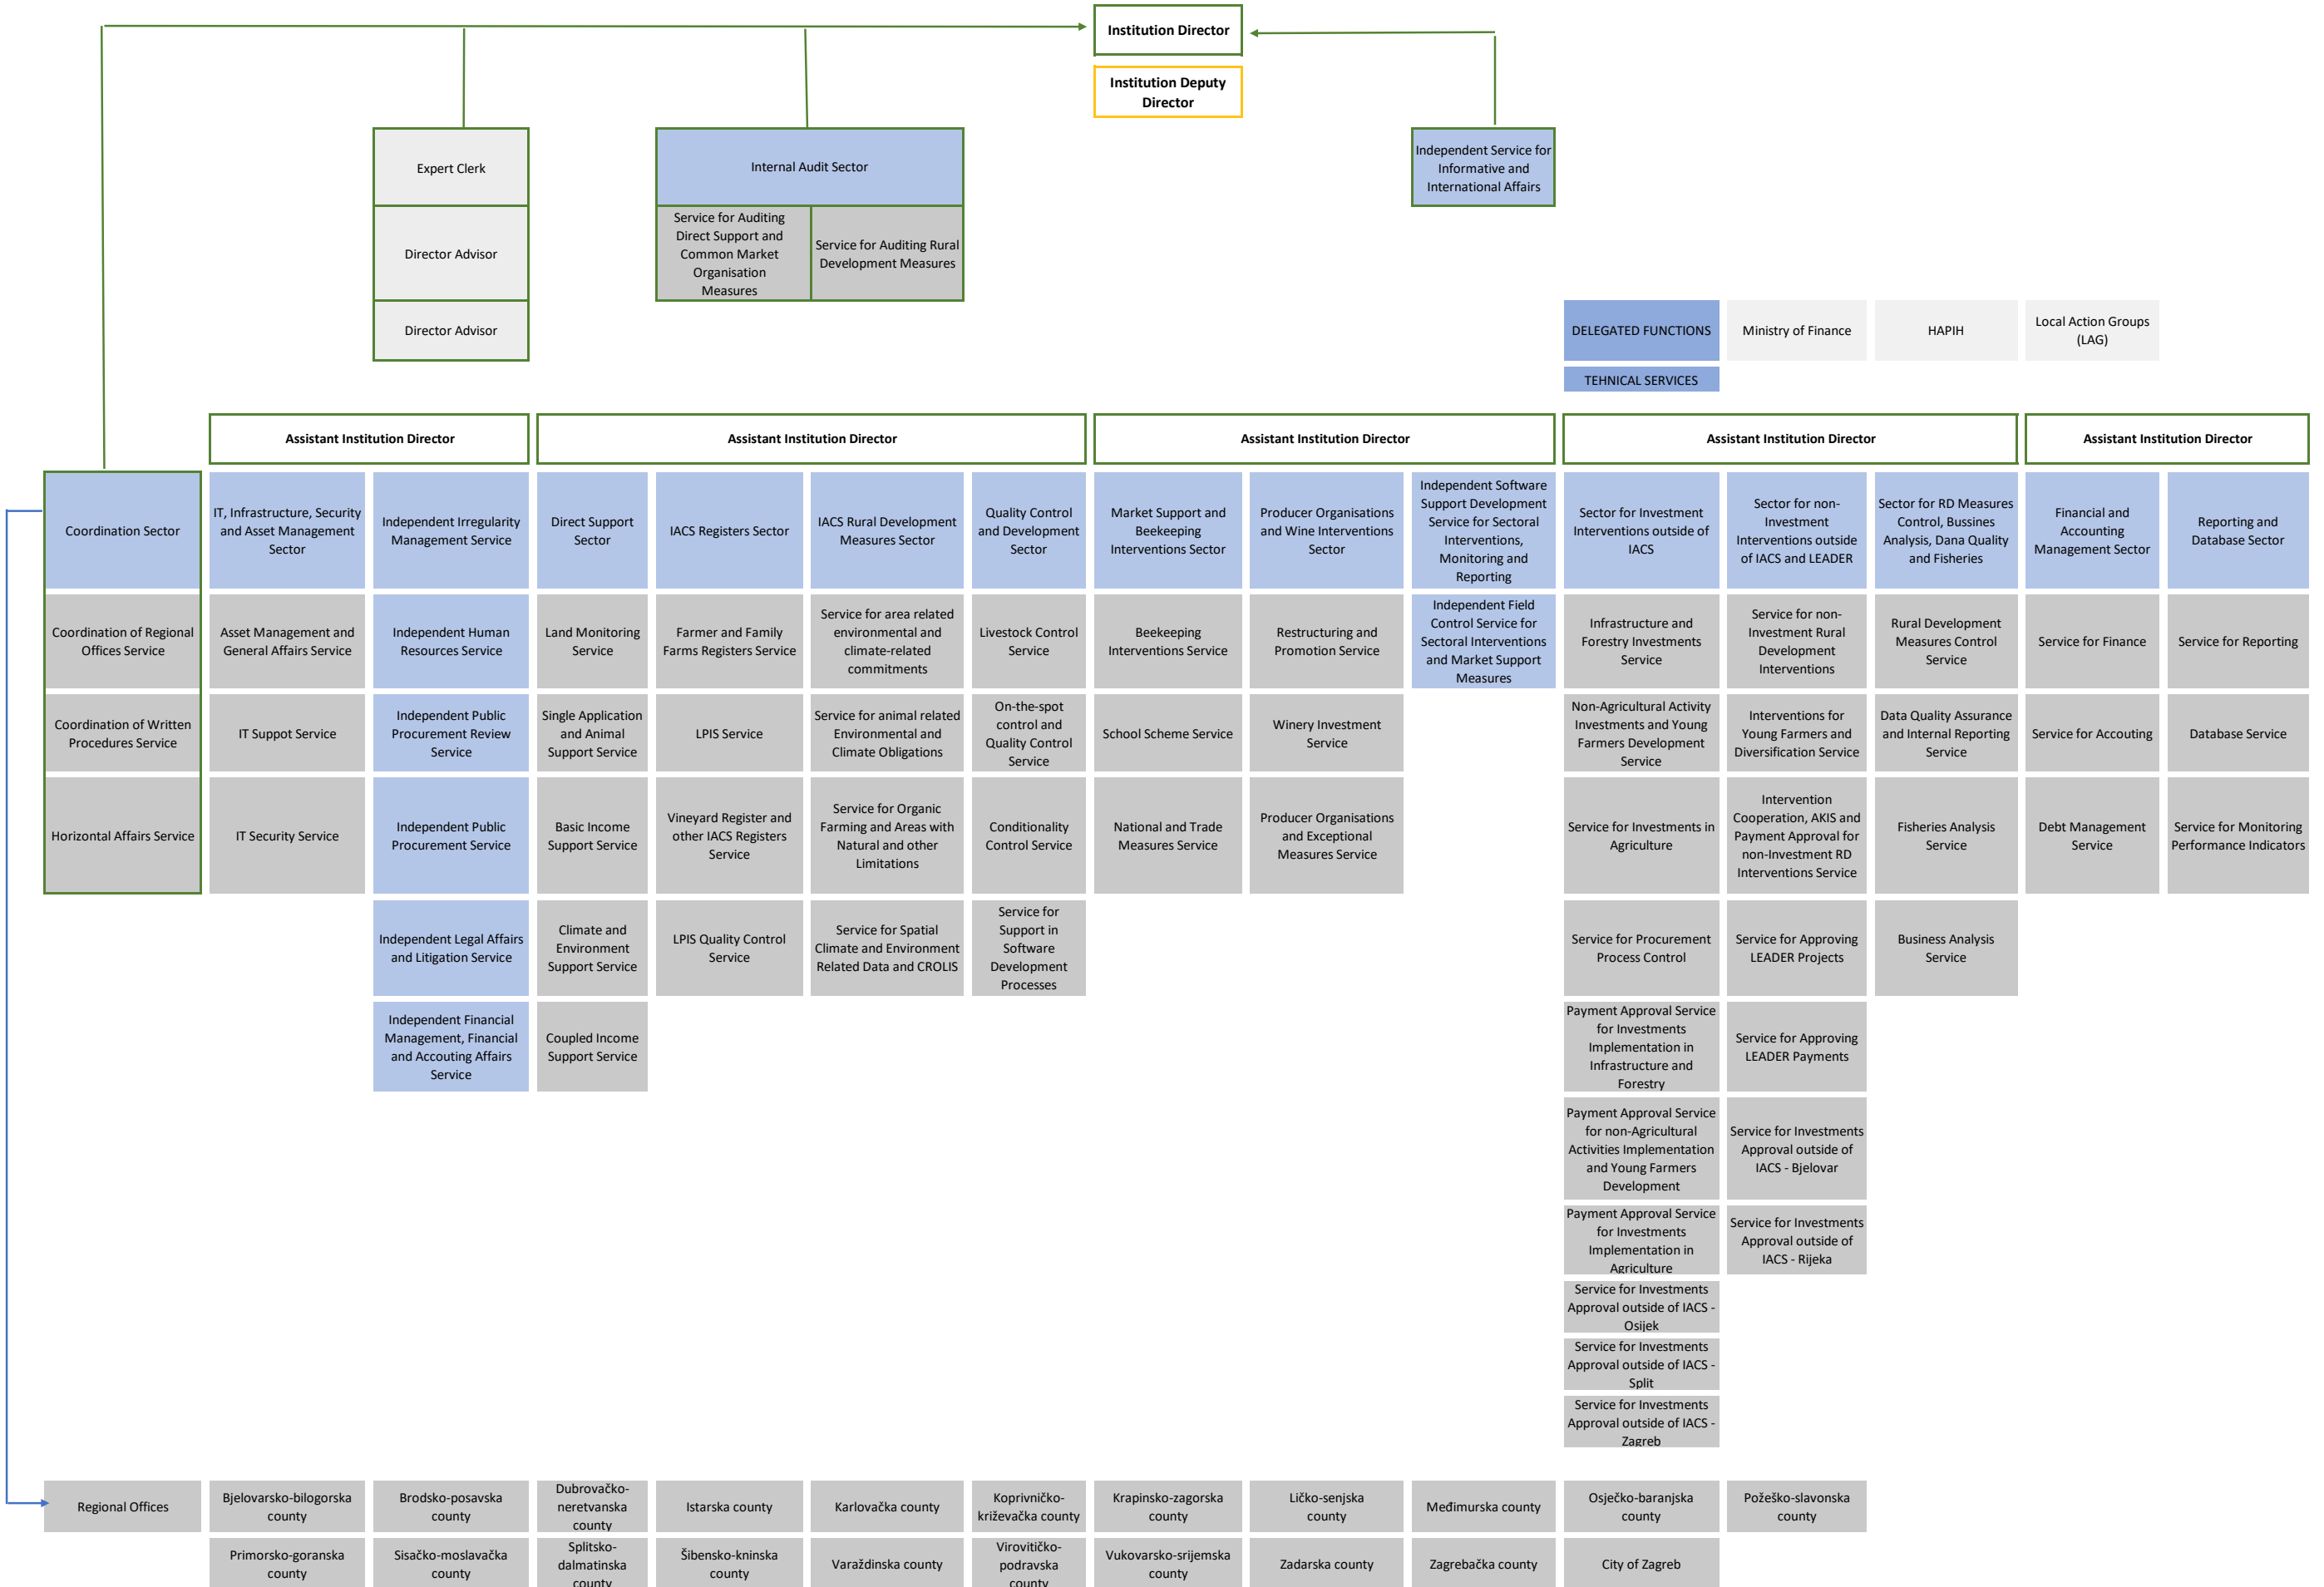 Institution Director
Institution Deputy
Director
Expert Clerk
Internal Audit Sector
Independent Service for
Informative and
International Affairs
Director Advisor
Service for Auditing
Direct Support and
Common Market
Organisation
Measures
Service for Auditing Rural
Development Measures
Director Advisor
DELEGATED FUNCTIONS
Ministry of Finance
HAPIH
Local Action Groups
(LAG)
TEHNICAL SERVICES
Assistant Institution Director
Assistant Institution Director
Assistant Institution Director
Assistant Institution Director
Assistant Institution Director
Coordination Sector
IT, Infrastructure, Security
and Asset Management
Sector
Independent Irregularity
Management Service
Direct Support
Sector
IACS Registers Sector
IACS Rural Development
Measures Sector
Quality Control
and Development
Sector
Market Support and
Beekeeping
Interventions Sector
Producer Organisations
and Wine Interventions
Sector
Independent Software
Support Development
Service for Sectoral
Interventions,
Monitoring and
Reporting
Sector for Investment
Interventions outside of
IACS
Sector for non-
Investment
Interventions outside
of IACS and LEADER
Sector for RD Measures
Control, Bussines
Analysis, Dana Quality
and Fisheries
Financial and
Accounting
Management Sector
Reporting and
Database Sector
Coordination of Regional
Offices Service
Asset Management and
General Affairs Service
Independent Human
Resources Service
Land Monitoring
Service
Farmer and Family
Farms Registers Service
Service for area related
environmental and
climate-related
commitments
Livestock Control
Service
Beekeeping
Interventions Service
Restructuring and
Promotion Service
Independent Field
Control Service for
Sectoral Interventions
and Market Support
Measures
Infrastructure and
Forestry Investments
Service
Service for non-
Investment Rural
Development
Interventions
Rural Development
Measures Control
Service
Service for Finance
Service for Reporting
Coordination of Written
Procedures Service
IT Suppot Service
Independent Public
Procurement Review
Service
Single Application
and Animal
Support Service
LPIS Service
Service for animal related
Environmental and
Climate Obligations
On-the-spot
control and
Quality Control
Service
School Scheme Service
Winery Investment
Service
Non-Agricultural Activity
Investments and Young
Farmers Development
Service
Interventions for
Young Farmers and
Diversification Service
Data Quality Assurance
and Internal Reporting
Service
Service for Accouting
Database Service
Horizontal Affairs Service
IT Security Service
Independent Public
Procurement Service
Basic Income
Support Service
Vineyard Register and
other IACS Registers
Service
Service for Organic
Farming and Areas with
Natural and other
Limitations
Conditionality
Control Service
National and Trade
Measures Service
Producer Organisations
and Exceptional
Measures Service
Service for Investments in
Agriculture
Intervention
Cooperation, AKIS and
Payment Approval for
non-Investment RD
Interventions Service
Fisheries Analysis
Service
Debt Management
Service
Service for Monitoring
Performance Indicators
Independent Legal Affairs
and Litigation Service
Climate and
Environment
Support Service
LPIS Quality Control
Service
Service for Spatial
Climate and Environment
Related Data and CROLIS
Service for
Support in
Software
Development
Processes
Service for Procurement
Process Control
Service for Approving
LEADER Projects
Business Analysis
Service
Independent Financial
Management, Financial
and Accouting Affairs
Service
Coupled Income
Support Service
Payment Approval Service
for Investments
Implementation in
Infrastructure and
Forestry
Service for Approving
LEADER Payments
Payment Approval Service
for non-Agricultural
Activities Implementation
and Young Farmers
Development
Service for Investments
Approval outside of
IACS - Bjelovar
Payment Approval Service
for Investments
Implementation in
Agriculture
Service for Investments
Approval outside of
IACS - Rijeka
Service for Investments
Approval outside of IACS -
Osijek
Service for Investments
Approval outside of IACS -
Split
Service for Investments
Approval outside of IACS -
Zagreb
Regional Offices
Bjelovarsko-bilogorska
county
Brodsko-posavska
county
Dubrovačko-
neretvanska
county
Istarska county
Karlovačka county
Koprivničko-
križevačka county
Krapinsko-zagorska
county
Ličko-senjska
county
Međimurska county
Osječko-baranjska
county
Požeško-slavonska
county
Primorsko-goranska
county
Sisačko-moslavačka
county
Splitsko-
dalmatinska
county
Šibensko-kninska
county
Varaždinska county
Virovitičko-
podravska
county
Vukovarsko-srijemska
county
Zadarska county
Zagrebačka county
City of Zagreb